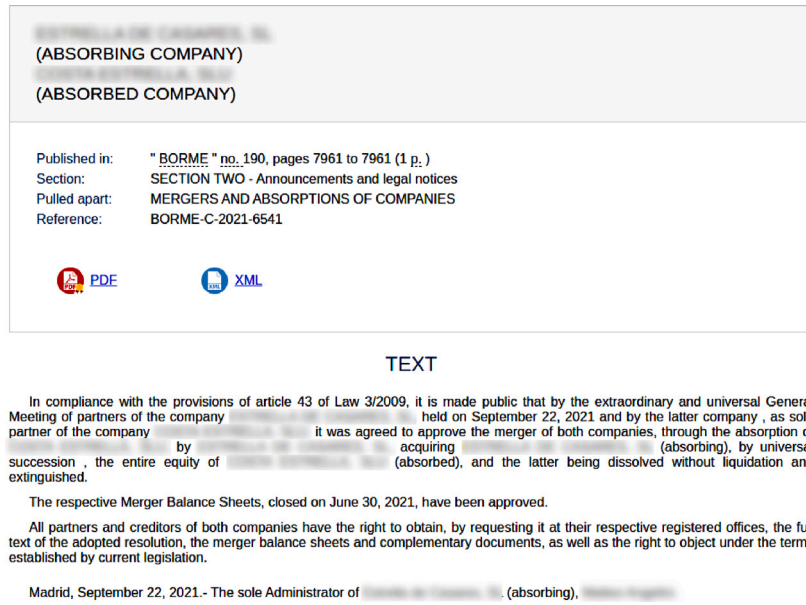 (ABSORBING COMPANY)
(ABSORBED COMPANY)
Published in: " BORME " no. 190, pages 7961 to 7961 (1 p. )
Section: SECTION TWO - Announcements and legal notices
Pulled apart: MERGERS AND ABSORPTIONS OF COMPANIES
Reference: BORME-C-2021-6541
PDF XML
TEXT
In compliance with the provisions of article 43 of Law 3/2009, it is made public that by the extraordinary and universal Genera
Meeting of partners of the company held on September 22, 2021 and by the latter company , as sol
partner of the company it was agreed to approve the merger of both companies, through the absorption o
by acquiring (absorbing), by universa
succession , the entire equity of (absorbed), and the latter being dissolved without liquidation an
extinguished.
The respective Merger Balance Sheets, closed on June 30, 2021, have been approved.
All partners and creditors of both companies have the right to obtain, by requesting it at their respective registered offices, the fu
text of the adopted resolution, the merger balance sheets and complementary documents, as well as the right to object under the term
established by current legislation.
Madrid, September 22, 2021.- The sole Administrator of (absorbing),